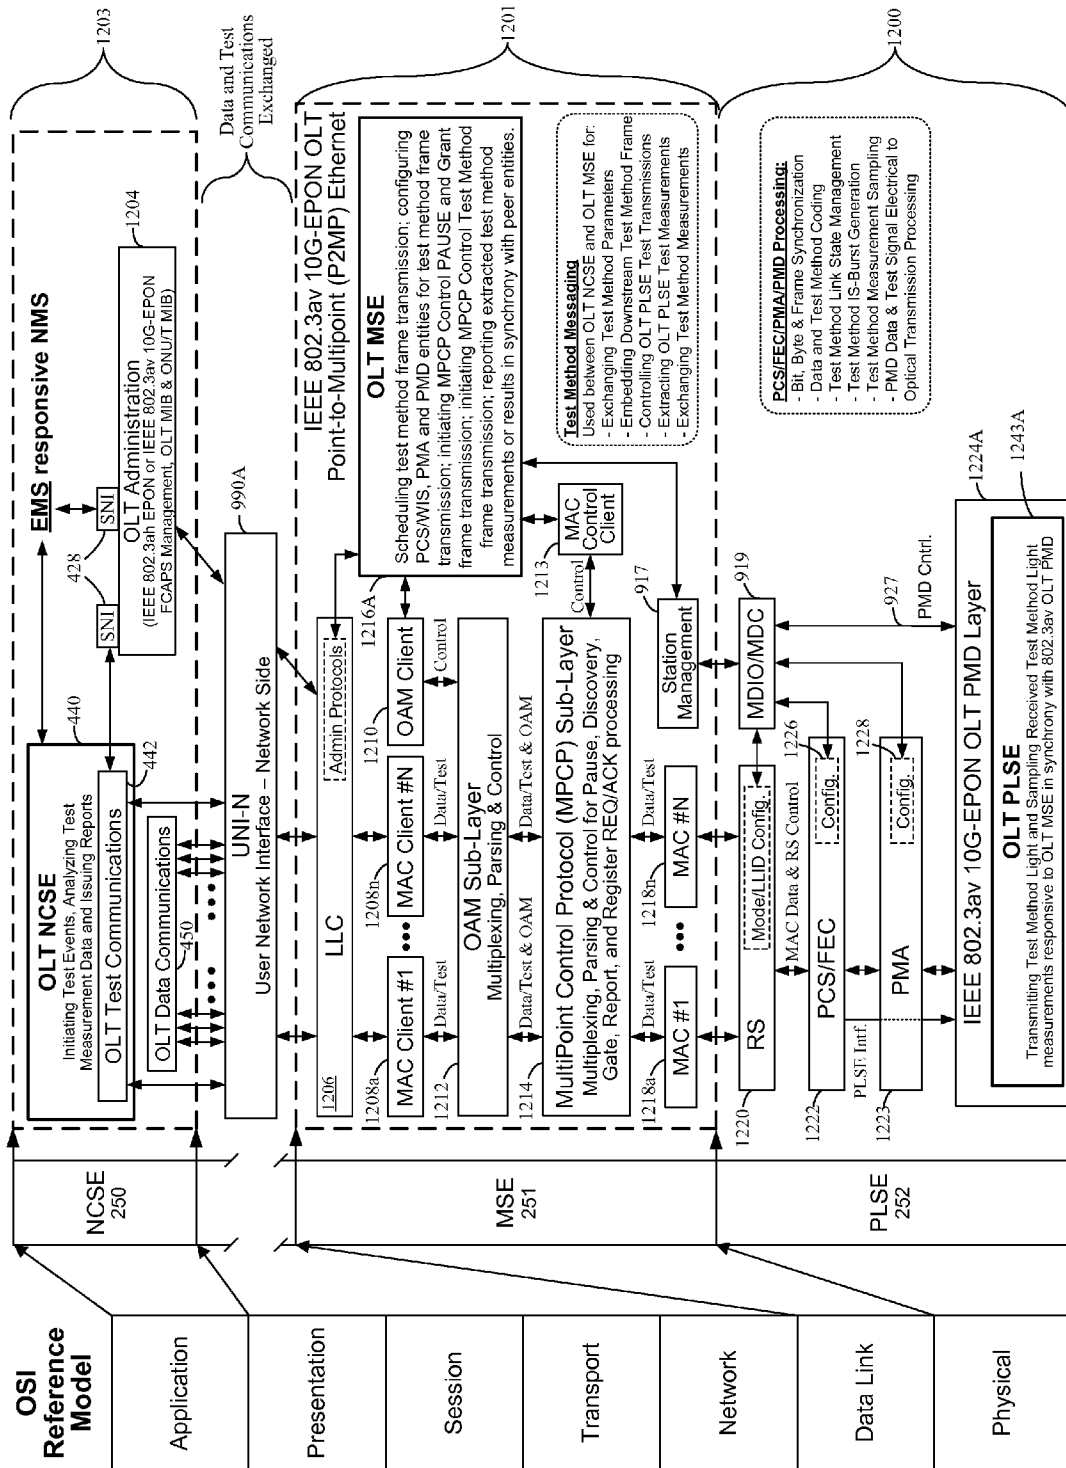 OSI
Reference
Model
Application
Presentation
Session
Transport
Network
Data Link
Physical
NCSE
250
MSE
251
PLSE
252
EMS responsive NMS
1203
440
442
428
SNI
SNI
1204
OLT NCSE
Initiating Test Events, Analyzing Test
Measurement Data and Issuing Reports
OLT Test Communications
OLT Data Communications
450
OLT Administration
(IEEE 802.3ah EPON or IEEE 802.3av 10G-EPON
FCAPS Management, OLT MIB & ONU/T MIB)
UNI-N
User Network Interface – Network Side
990A
Data and Test
Communications
Exchanged
IEEE 802.3av 10G-EPON OLT
Point-to-Multipoint (P2MP) Ethernet
1201
LLC
1206
Admin Protocols
1216A
OLT MSE
Scheduling test method frame transmission; configuring
PCS/WIS, PMA and PMD entities for test method frame
transmission; initiating MPCP Control PAUSE and Grant
frame transmission; initiating MPCP Control Test Method
frame transmission; reporting extracted test method
measurements or results in synchrony with peer entities.
1208a
MAC Client #1
1208n
MAC Client #N
1210
OAM Client
Data/Test
Data/Test
Control
1212
OAM Sub-Layer
Multiplexing, Parsing & Control
Data/Test & OAM
Data/Test & OAM
1214
MultiPoint Control Protocol (MPCP) Sub-Layer
Multiplexing, Parsing & Control for Pause, Discovery,
Gate, Report, and Register REQ/ACK processing
Control
1213
MAC
Control
Client
Test Method Messaging
Used between OLT NCSE and OLT MSE for:
- Exchanging Test Method Parameters
- Embedding Downstream Test Method Frame:
- Controlling OLT PLSE Test Transmissions
- Extracting OLT PLSE Test Measurements
- Exchanging Test Method Measurements
Data/Test
Data/Test
1218a
MAC #1
1218n
MAC #N
917
Station
Management
1220
RS
Mode/LLID Config.
919
MDIO/MDC
MAC Data & RS Control
1200
PCS/FEC/PMA/PMD Processing:
- Bit, Byte & Frame Synchronization
- Data and Test Method Coding
- Test Method Link State Management
- Test Method IS-Burst Generation
- Test Method Measurement Sampling
- PMD Data & Test Signal Electrical to
Optical Transmission Processing
1222
PCS/FEC
Config.
1226
PLSE Intf.
1223
PMA
Config.
1228
927
PMD Cntrl.
1224A
IEEE 802.3av 10G-EPON OLT PMD Layer
1243A
OLT PLSE
Transmitting Test Method Light and Sampling Received Test Method Light
measurements responsive to OLT MSE in synchrony with 802.3av OLT PMD